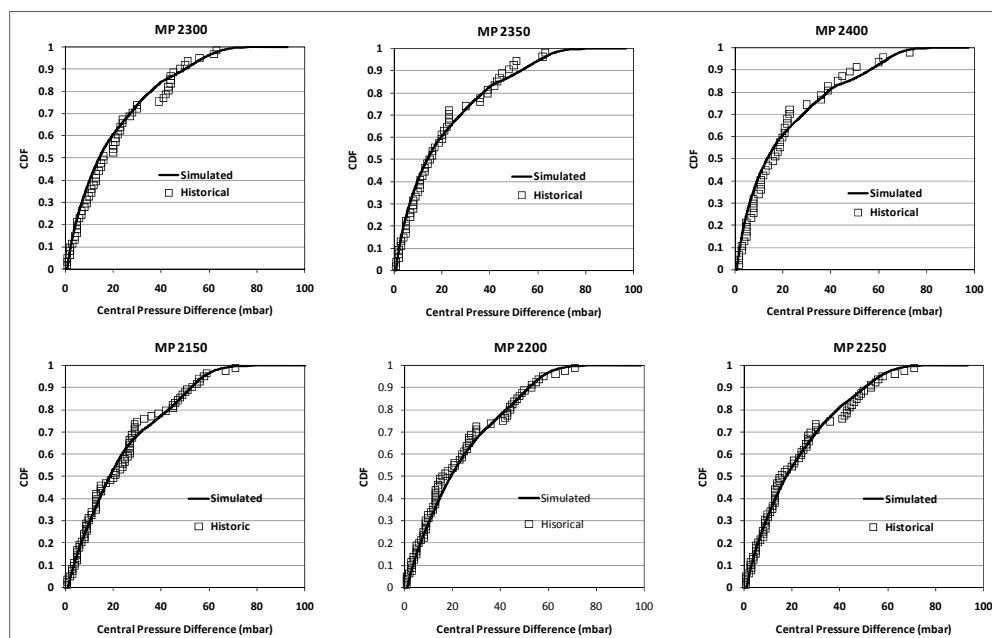 MP 2300
1
0.9
0.8
0.7
0.6
0.5
0.4
0.3
0.2
0.1
0
CDF
Simulated
Historical
0 20 40 60 80 100
Central Pressure Difference (mbar)
MP 2350
1
0.9
0.8
0.7
0.6
0.5
0.4
0.3
0.2
0.1
0
CDF
Simulated
Historical
0 20 40 60 80 100
Central Pressure Difference (mbar)
MP 2400
1
0.9
0.8
0.7
0.6
0.5
0.4
0.3
0.2
0.1
0
CDF
Simulated
Historical
0 20 40 60 80 100
Central Pressure Difference (mbar)
MP 2150
1
0.9
0.8
0.7
0.6
0.5
0.4
0.3
0.2
0.1
0
CDF
Simulated
Historic
0 20 40 60 80 100
Central Pressure Difference (mbar)
MP 2200
1
0.9
0.8
0.7
0.6
0.5
0.4
0.3
0.2
0.1
0
CDF
Simulated
Hisorical
0 20 40 60 80 100
Central Pressure Difference (mbar)
MP 2250
1
0.9
0.8
0.7
0.6
0.5
0.4
0.3
0.2
0.1
0
CDF
Simulated
Historical
0 20 40 60 80 100
Central Pressure Difference (mbar)